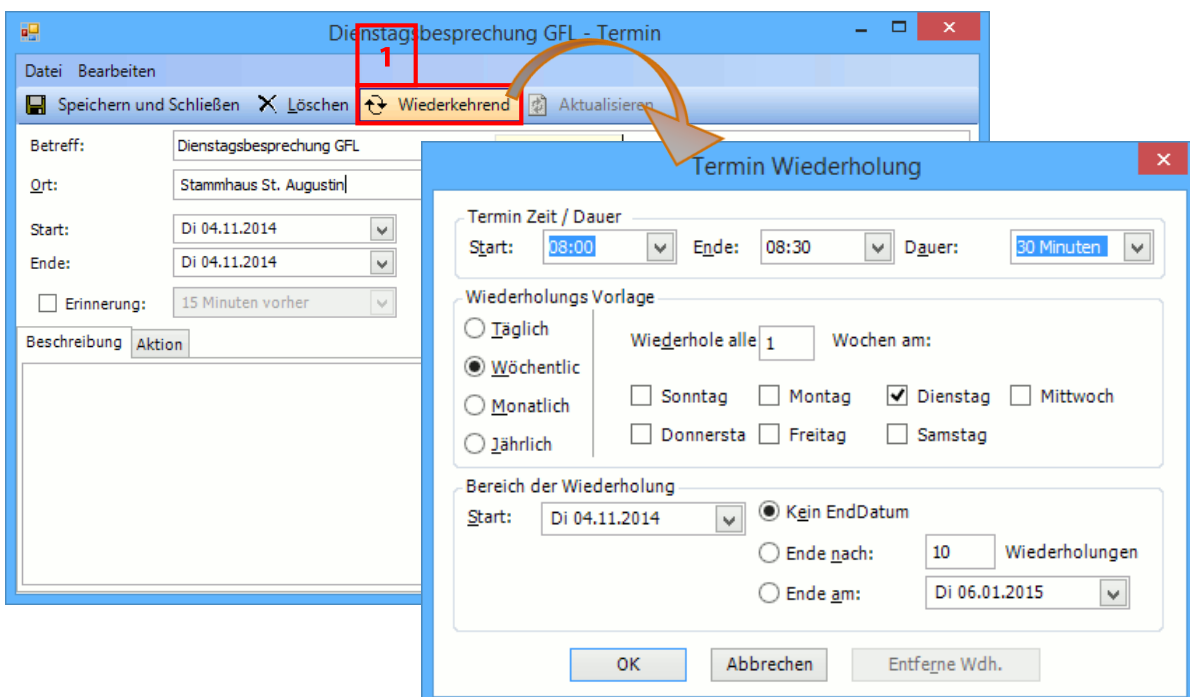 Dienstagsbesprechung GFL - Termin
1
Datei Bearbeiten
Speichern und Schließen Löschen Wiederkehrend Aktualisieren
Betreff: Dienstagsbesprechung GFL
Ort: Stammhaus St. Augustin
Start: Di 04.11.2014
Ende: Di 04.11.2014
Erinnerung: 15 Minuten vorher
Beschreibung Aktion
Termin Wiederholung
Termin Zeit / Dauer
Start: 08:00 Ende: 08:30 Dauer: 30 Minuten
Wiederholungs Vorlage
Täglich
Wöchentlic
Monatlich
Jährlich
Wiederhole alle 1 Wochen am:
Sonntag Montag Dienstag Mittwoch
Donnersta Freitag Samstag
Bereich der Wiederholung
Start: Di 04.11.2014
Kein EndDatum
Ende nach: 10 Wiederholungen
Ende am: Di 06.01.2015
OK Abbrechen Entferne Wdh.